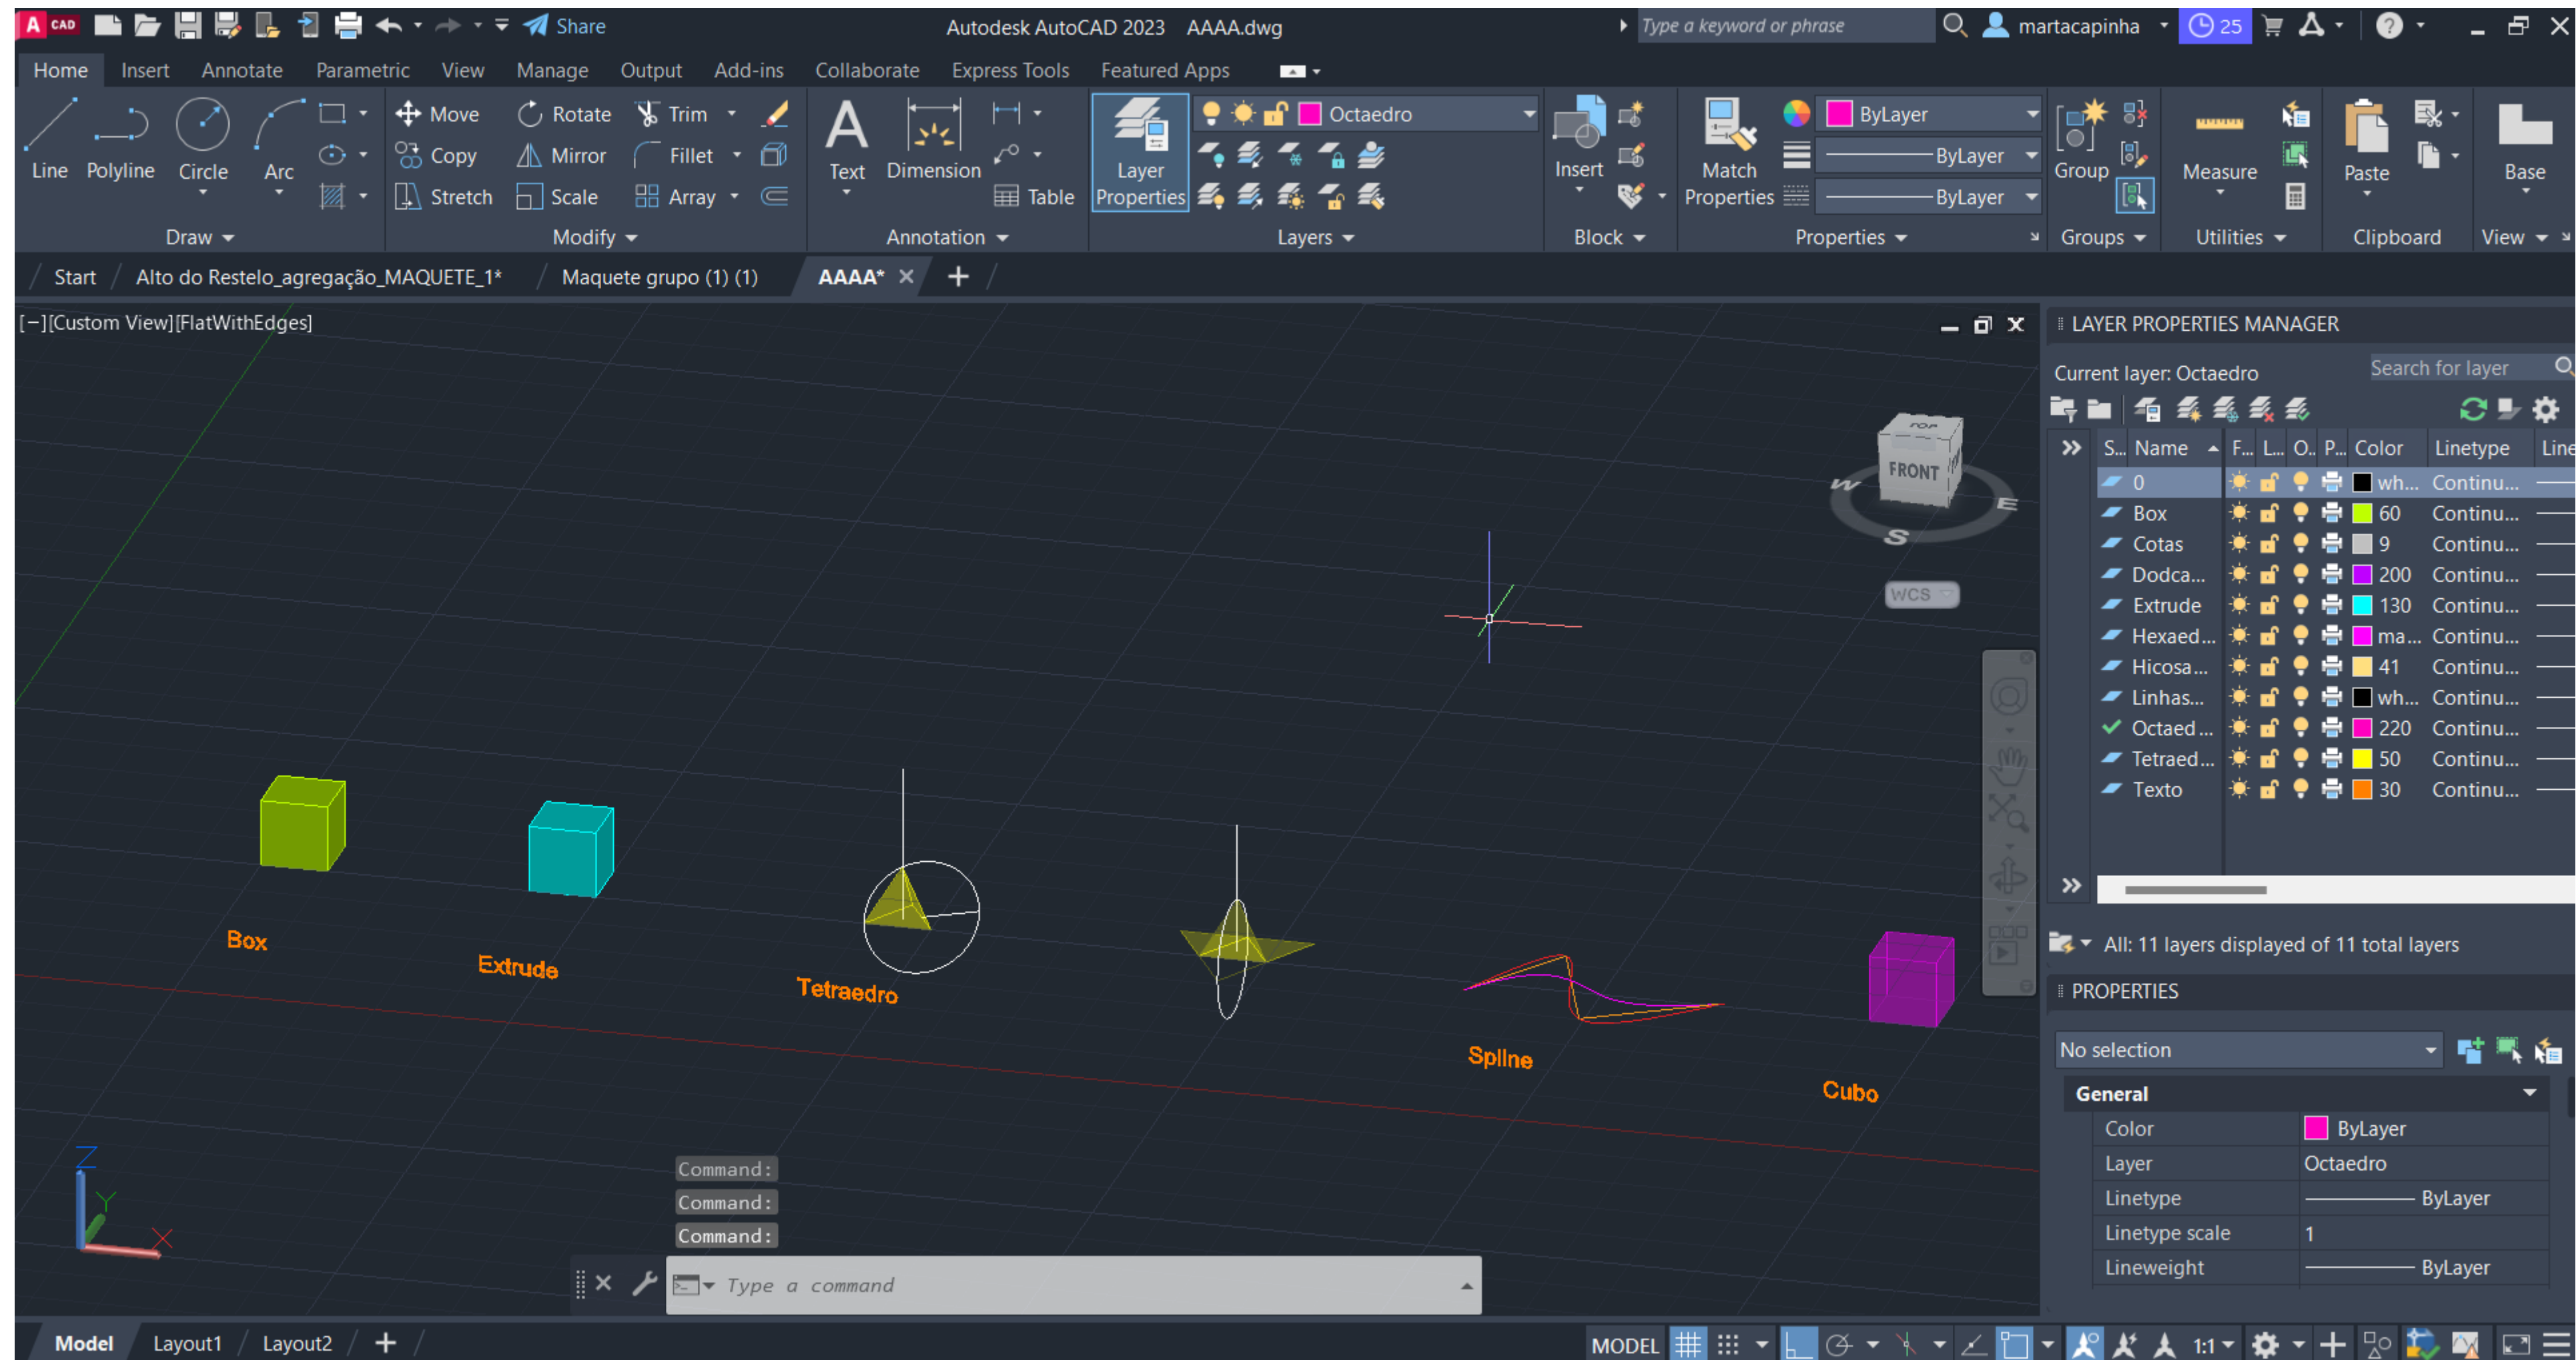 A CAD Share Autodesk AutoCAD 2023 AAAA.dwg Type a keyword or phrase martacapinha 25
Home Insert Annotate Parametric View Manage Output Add-ins Collaborate Express Tools Featured Apps
Move Rotate Trim Octaedro ByLayer
Copy Mirror Fillet ByLayer
Line Polyline Circle Arc Text Dimension Layer Properties Insert Match Properties Group Measure Paste Base
Stretch Scale Array Table ByLayer
Draw Modify Annotation Layers Block Properties Groups Utilities Clipboard View
Start Alto do Restelo_agregação_MAQUETE_1* Maquete grupo (1) (1) AAAA*
[−][Custom View][FlatWithEdges]
TOP
FRONT
W
E
S
WCS
Box
Extrude
Tetraedro
Spline
Cubo
Z
Y
X
Command:
Command:
Command:
Type a command
LAYER PROPERTIES MANAGER
Current layer: Octaedro Search for layer
S... Name F... L... O.. P... Color Linetype Line
0 wh... Continu...
Box 60 Continu...
Cotas 9 Continu...
Dodca... 200 Continu...
Extrude 130 Continu...
Hexaed... ma... Continu...
Hicosa... 41 Continu...
Linhas... wh... Continu...
Octaed... 220 Continu...
Tetraed... 50 Continu...
Texto 30 Continu...
All: 11 layers displayed of 11 total layers
PROPERTIES
No selection
General
Color ByLayer
Layer Octaedro
Linetype ByLayer
Linetype scale 1
Lineweight ByLayer
Model Layout1 Layout2 MODEL 1:1